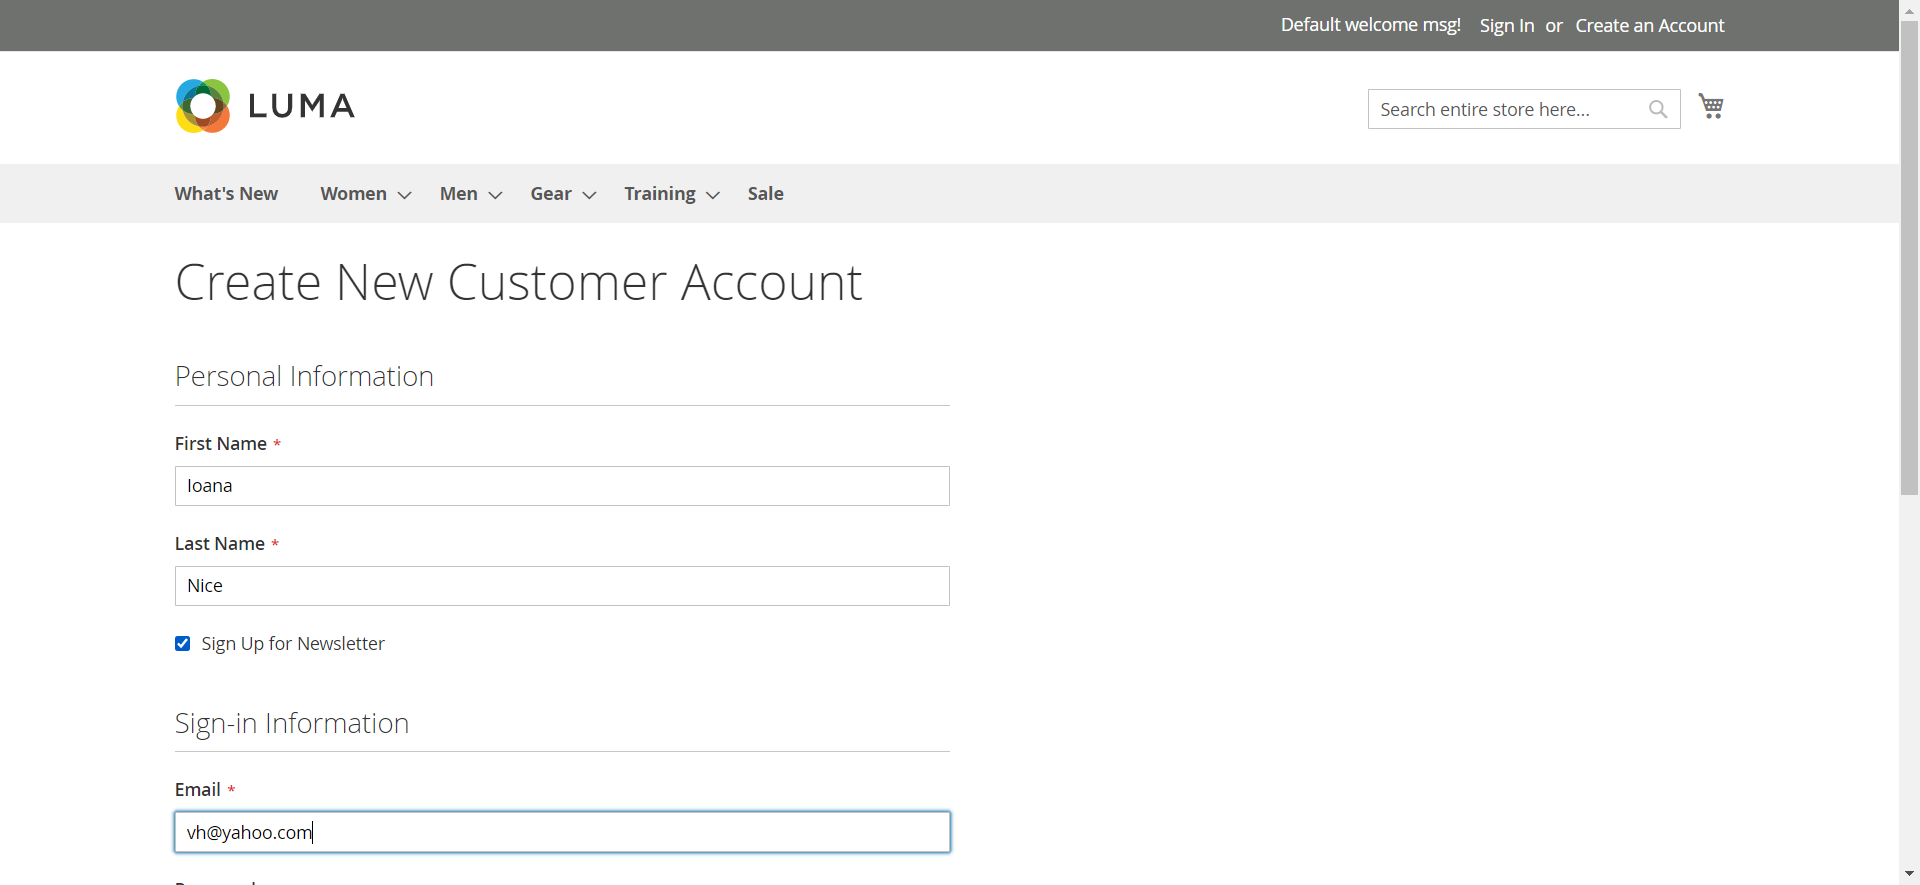 Default welcome msg! Sign In or Create an Account
LUMA
Search entire store here...
What's New Women Men Gear Training Sale
Create New Customer Account
Personal Information
First Name *
Ioana
Last Name *
Nice
Sign Up for Newsletter
Sign-in Information
Email *
vh@yahoo.com